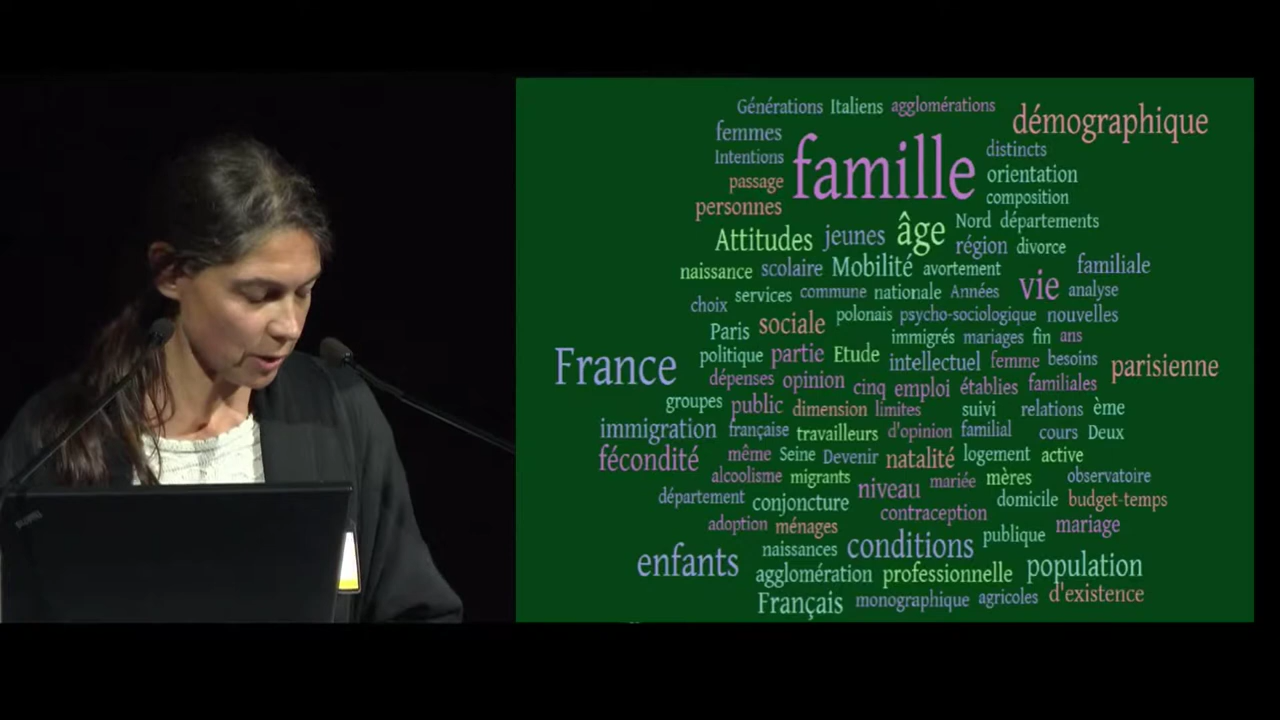 Générations Italiens agglomérations
démographique
femmes
Intentions famille distincts
passage orientation
personnes composition
Attitudes jeunes âge Nord départements
région divorce
naissance scolaire Mobilité avortement familiale
choix services commune nationale Années vie analyse
Paris sociale polonais psycho-sociologique nouvelles
immigrés mariages fin ans
France politique partie Etude intellectuel femme besoins parisienne
dépenses opinion cinq emploi établies familiales
groupes public dimension limites suivi relations ème
immigration française travailleurs d'opinion familial cours Deux
fécondité même Seine Devenir natalité logement active
alcoolisme migrants niveau mariée mères observatoire
département conjoncture domicile budget-temps
contraception
adoption ménages publique mariage
enfants naissances conditions
agglomération professionnelle population
Français monographique agricoles d'existence